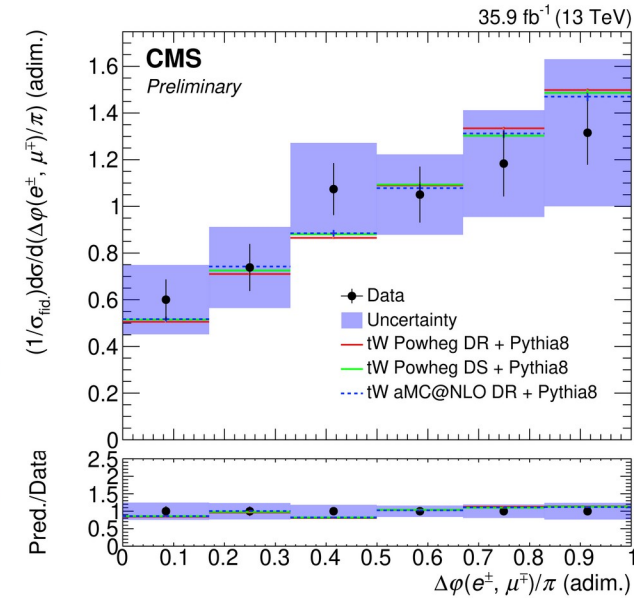 35.9 fb⁻¹ (13 TeV)
CMS
Preliminary
(1/σ_fid.)dσ/d(Δφ(e±, μ∓)/π) (adim.)
1.6
1.4
1.2
1
0.8
0.6
0.4
0.2
0
Data
Uncertainty
tW Powheg DR + Pythia8
tW Powheg DS + Pythia8
tW aMC@NLO DR + Pythia8
Pred./Data
2.5
2
1.5
1
0.5
0
0 0.1 0.2 0.3 0.4 0.5 0.6 0.7 0.8 0.9 1
Δφ(e±, μ∓)/π (adim.)